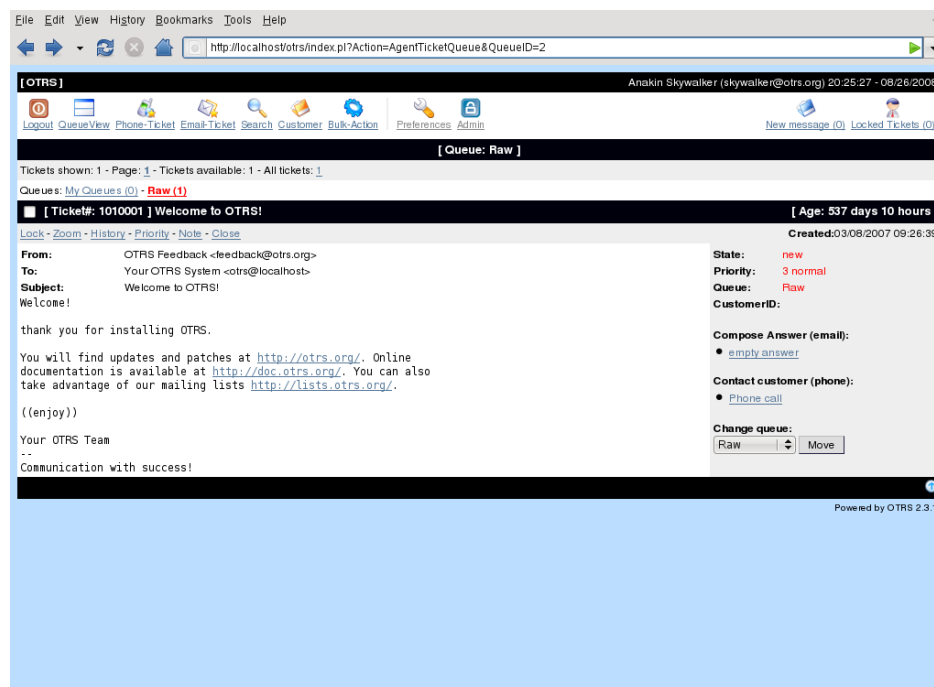 File Edit View History Bookmarks Tools Help
http://localhost/otrs/index.pl?Action=AgentTicketQueue&QueueID=2
[ OTRS ] Anakin Skywalker (skywalker@otrs.org) 20:25:27 - 08/26/2008
Logout QueueView Phone-Ticket Email-Ticket Search Customer Bulk-Action Preferences Admin New message (0) Locked Tickets (0)
[ Queue: Raw ]
Tickets shown: 1 - Page: 1 - Tickets available: 1 - All tickets: 1
Queues: My Queues (0) - Raw (1)
[ Ticket#: 1010001 ] Welcome to OTRS! [ Age: 537 days 10 hours
Lock - Zoom - History - Priority - Note - Close Created:03/08/2007 09:26:39
From: OTRS Feedback <feedback@otrs.org>
To: Your OTRS System <otrs@localhost>
Subject: Welcome to OTRS!
Welcome!
thank you for installing OTRS.
You will find updates and patches at http://otrs.org/. Online
documentation is available at http://doc.otrs.org/. You can also
take advantage of our mailing lists http://lists.otrs.org/.
((enjoy))
Your OTRS Team
--
Communication with success!
State: new
Priority: 3 normal
Queue: Raw
CustomerID:
Compose Answer (email):
empty answer
Contact customer (phone):
Phone call
Change queue:
Raw Move
Powered by OTRS 2.3.